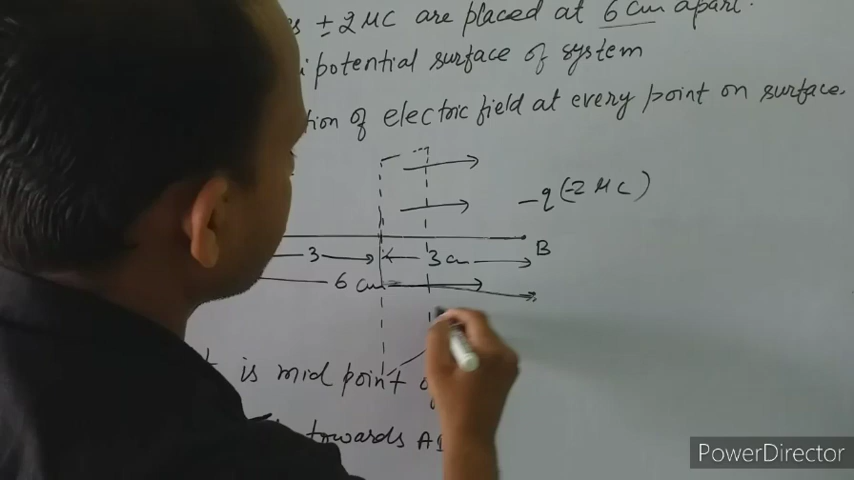 ± 2 µC are placed at 6 cm apart.
potential surface of system
of electric field at every point on surface.
-q (-2 µC)
3 3 cm B
6 cm
is mid point
towards
PowerDirector